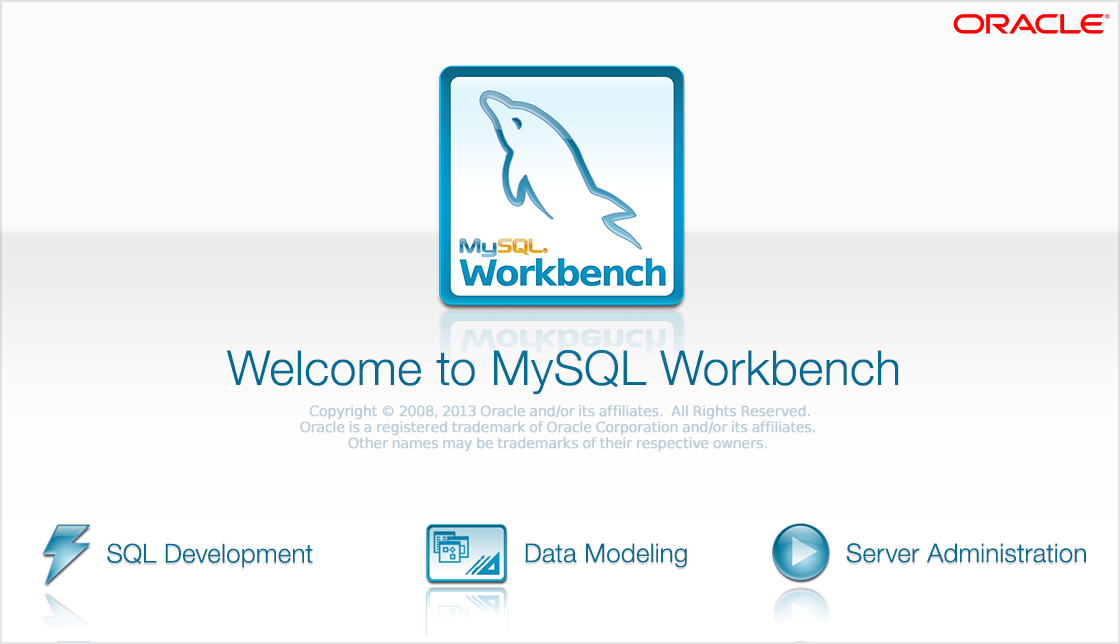 ORACLE®
MySQL®
Workbench
Welcome to MySQL Workbench
Copyright © 2008, 2013 Oracle and/or its affiliates.  All Rights Reserved.
Oracle is a registered trademark of Oracle Corporation and/or its affiliates.
Other names may be trademarks of their respective owners.
SQL Development
Data Modeling
Server Administration